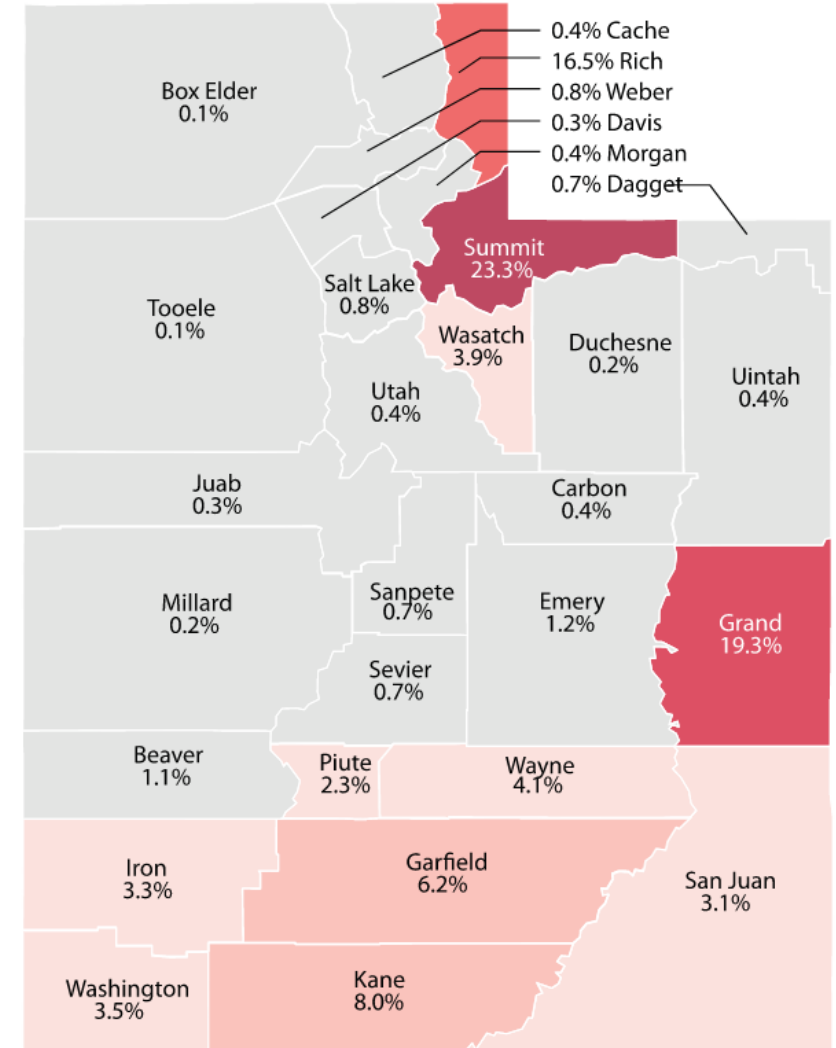 0.4% Cache
16.5% Rich
0.8% Weber
0.3% Davis
0.4% Morgan
0.7% Dagget
Box Elder
0.1%
Summit
23.3%
Salt Lake
0.8%
Tooele
0.1%
Wasatch
3.9%
Duchesne
0.2%
Uintah
0.4%
Utah
0.4%
Juab
0.3%
Carbon
0.4%
Millard
0.2%
Sanpete
0.7%
Emery
1.2%
Grand
19.3%
Sevier
0.7%
Beaver
1.1%
Piute
2.3%
Wayne
4.1%
Iron
3.3%
Garfield
6.2%
San Juan
3.1%
Washington
3.5%
Kane
8.0%